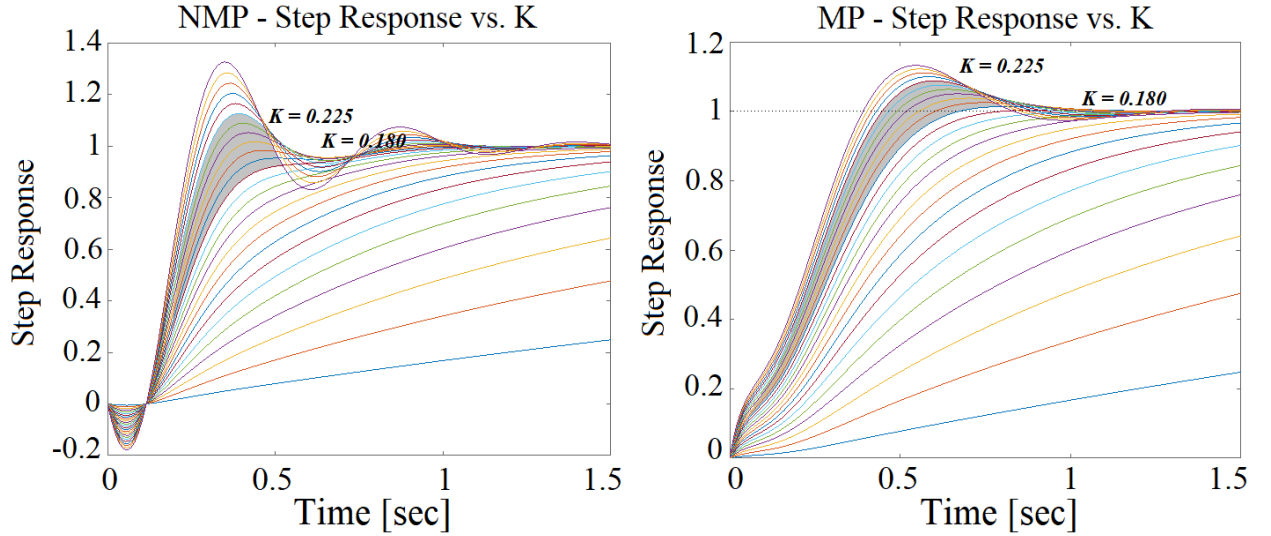 NMP - Step Response vs. K
1.4
1.2
1
0.8
0.6
0.4
0.2
0
-0.2
Step Response
K = 0.225
K = 0.180
0 0.5 1 1.5
Time [sec]
MP - Step Response vs. K
1.2
1
0.8
0.6
0.4
0.2
0
Step Response
K = 0.225
K = 0.180
0 0.5 1 1.5
Time [sec]